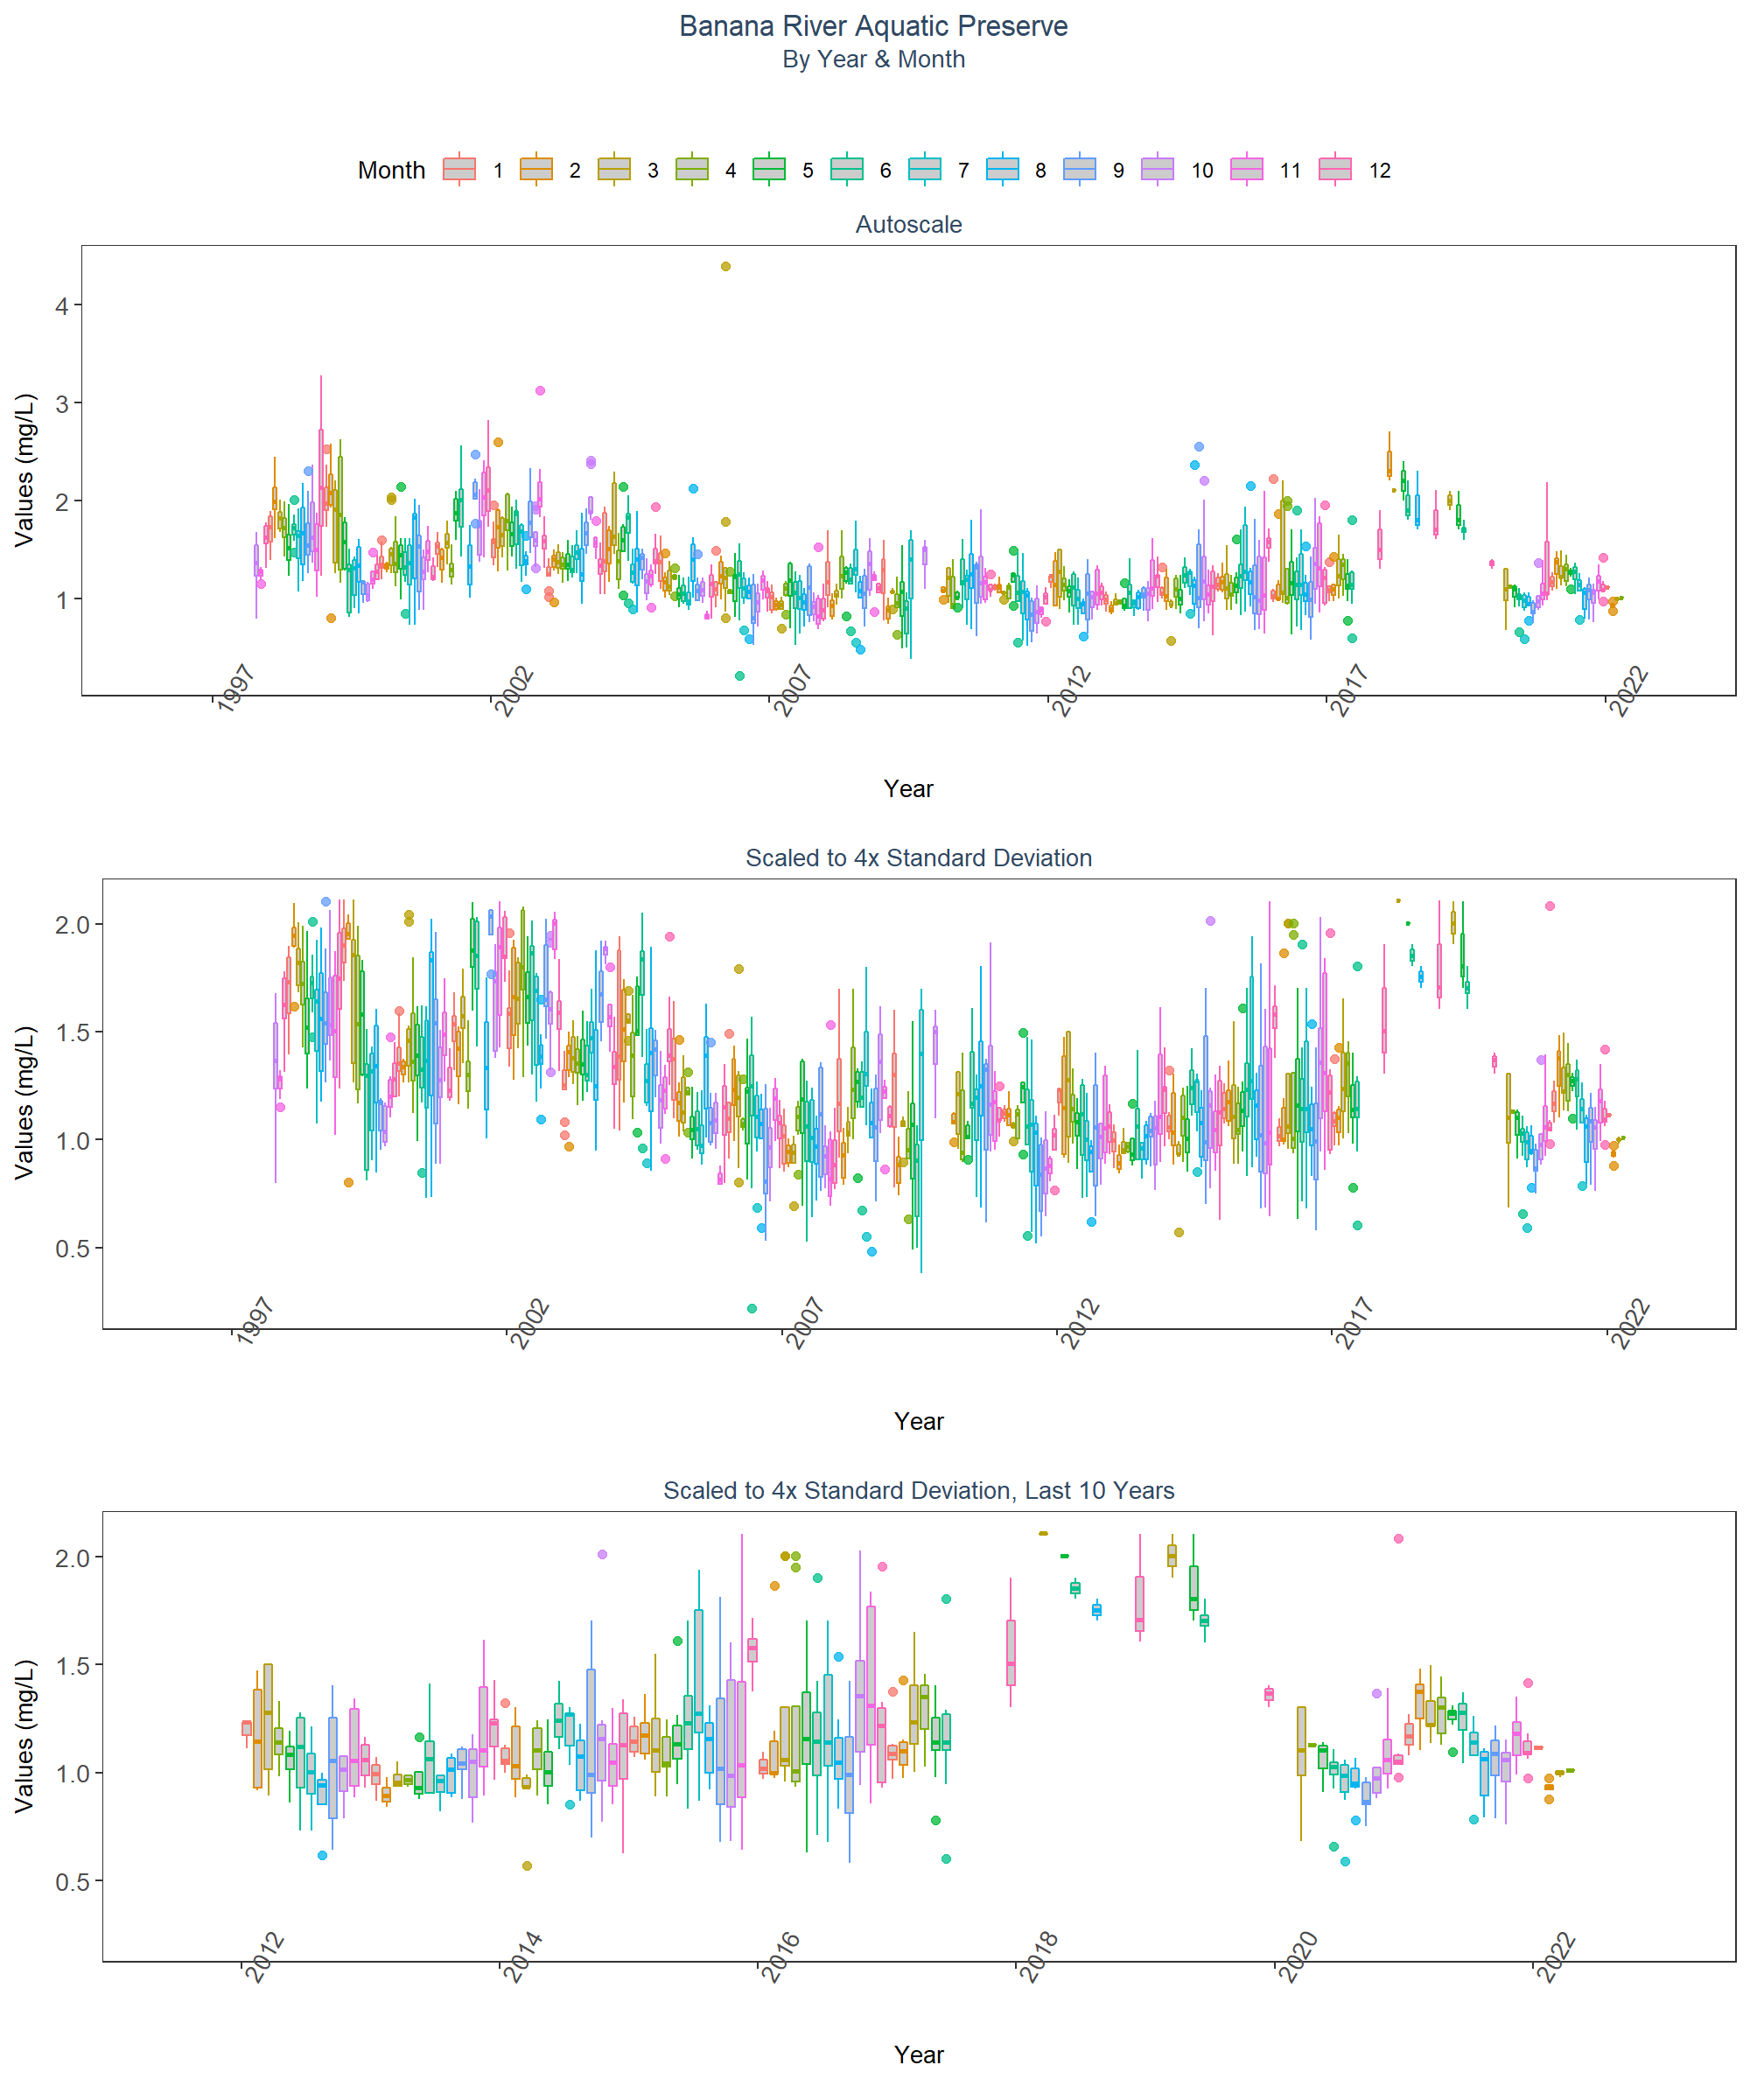 Banana River Aquatic Preserve
By Year & Month
Month 1 2 3 4 5 6 7 8 9 10 11 12
Autoscale
Values (mg/L)
4
3
2
1
1997 2002 2007 2012 2017 2022
Year
Scaled to 4x Standard Deviation
Values (mg/L)
2.0
1.5
1.0
0.5
1997 2002 2007 2012 2017 2022
Year
Scaled to 4x Standard Deviation, Last 10 Years
Values (mg/L)
2.0
1.5
1.0
0.5
2012 2014 2016 2018 2020 2022
Year